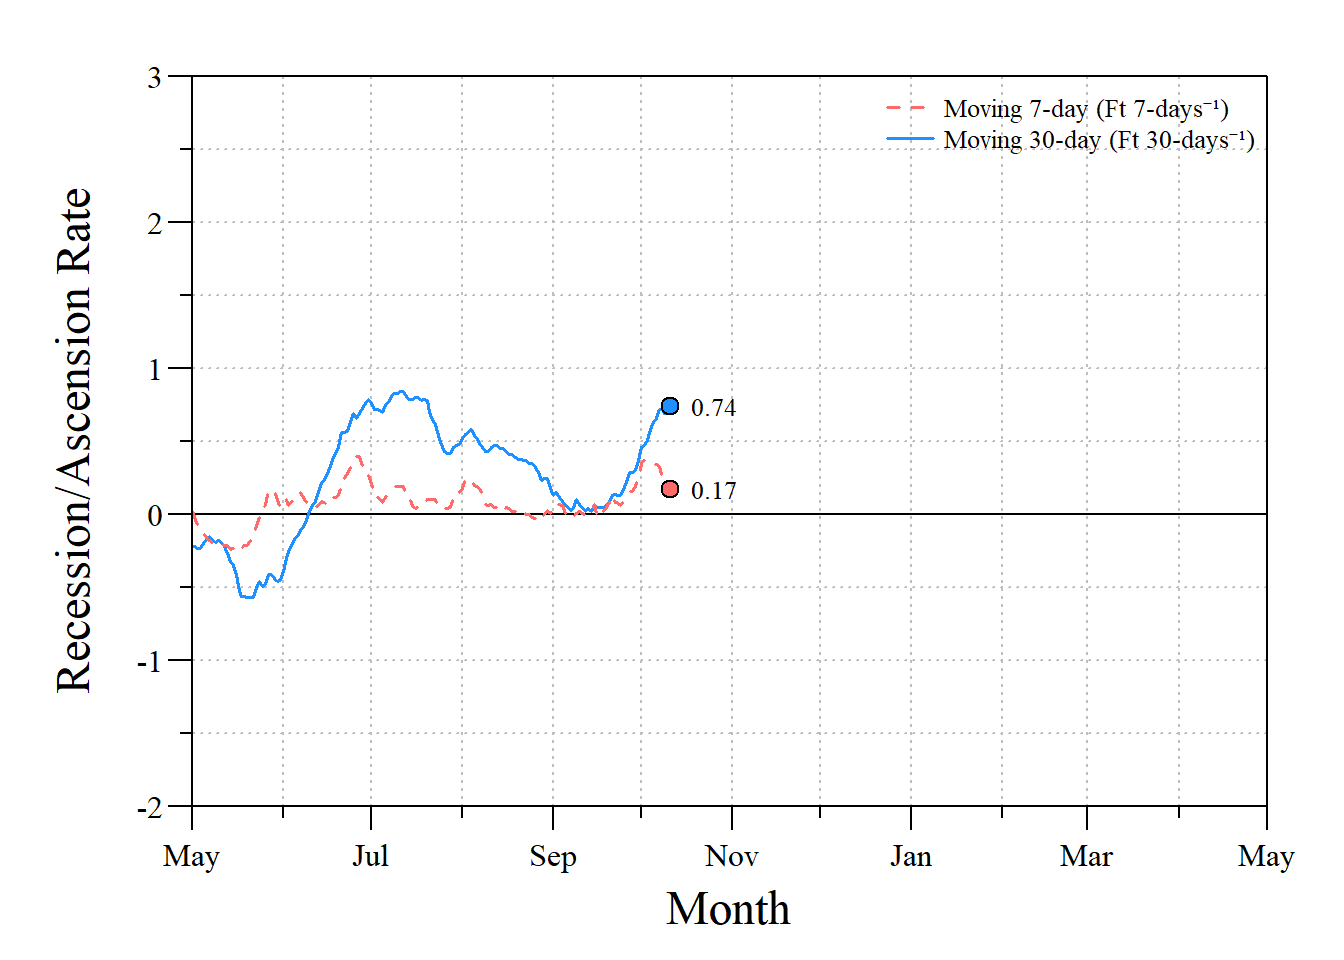 3
2
1
0
-1
-2
Recession/Ascension Rate
Moving 7-day (Ft 7-days⁻¹)
Moving 30-day (Ft 30-days⁻¹)
0.74
0.17
May Jul Sep Nov Jan Mar May
Month